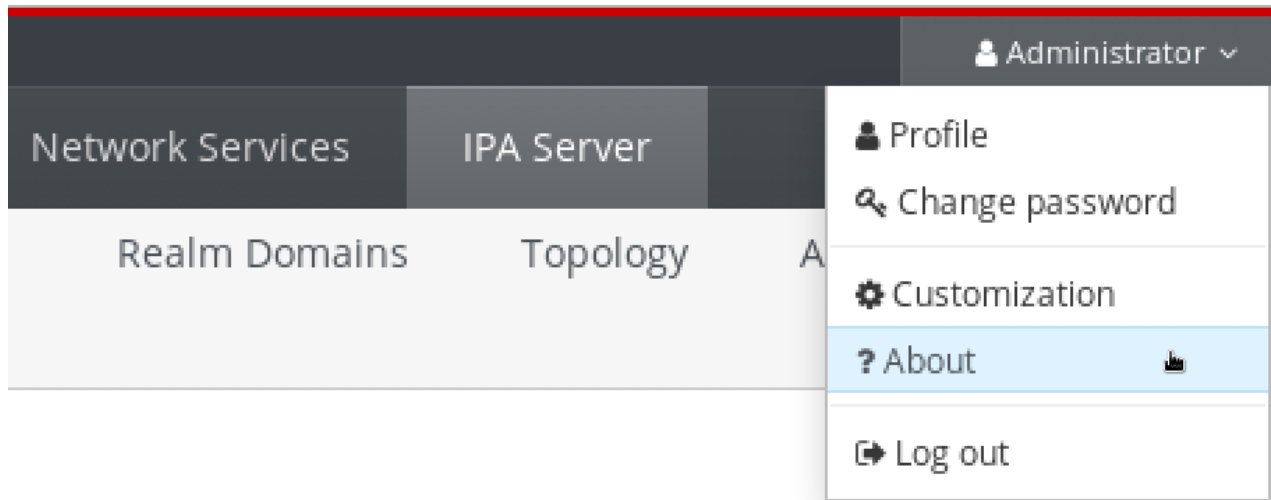 Administrator
Network Services IPA Server
Profile
Change password
Realm Domains Topology A
Customization
? About
Log out